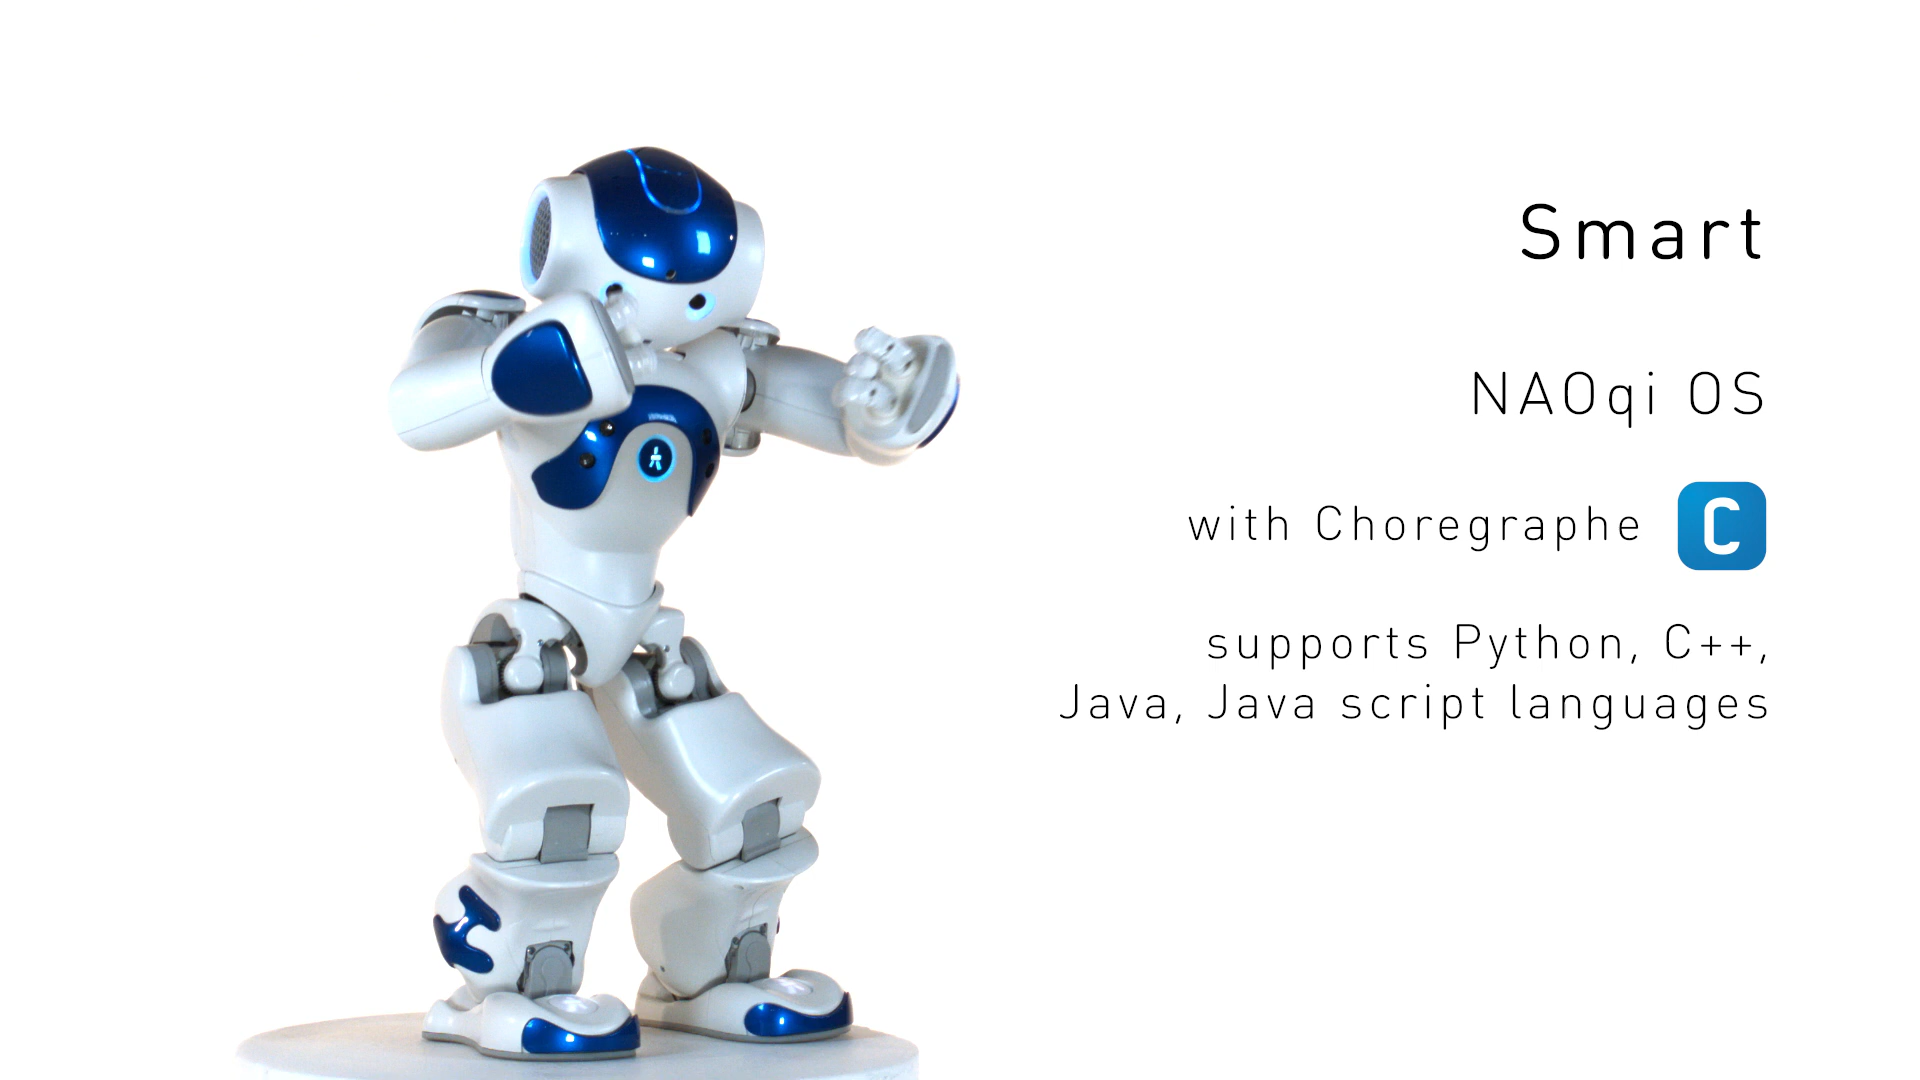 Smart
NAOqi OS
with Choregraphe C
supports Python, C++,
Java, Java script languages